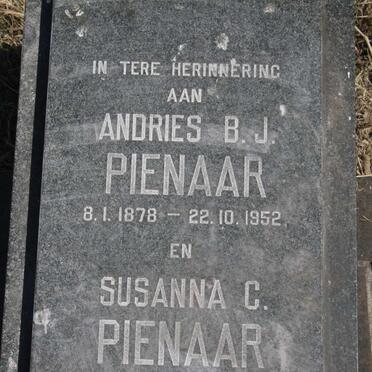 IN TERE HERINNERING
AAN
ANDRIES B. J.
PIENAAR
8.1.1878 — 22.10.1952
EN
SUSANNA C.
PIENAAR